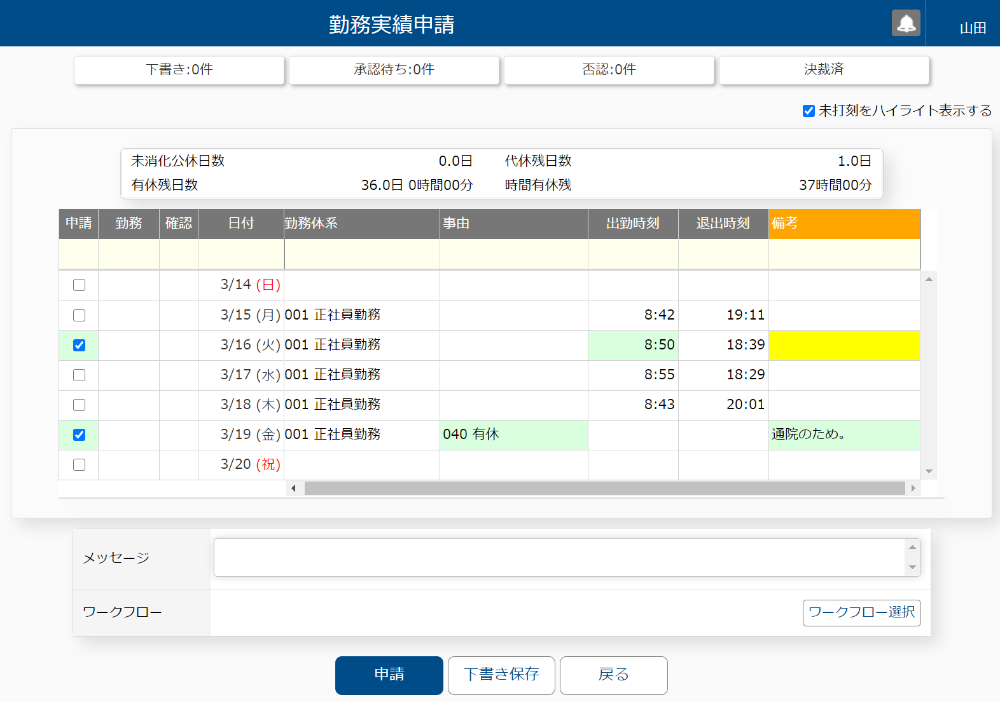 勤務実績申請
山田
下書き:0件 承認待ち:0件 否認:0件 決裁済
未打刻をハイライト表示する
未消化公休日数 0.0日 代休残日数 1.0日
有休残日数 36.0日 0時間00分 時間有休残 37時間00分
申請 勤務 確認 日付 勤務体系 事由 出勤時刻 退出時刻 備考
3/14 (日)
3/15 (月) 001 正社員勤務 8:42 19:11
3/16 (火) 001 正社員勤務 8:50 18:39
3/17 (水) 001 正社員勤務 8:55 18:29
3/18 (木) 001 正社員勤務 8:43 20:01
3/19 (金) 001 正社員勤務 040 有休 通院のため。
3/20 (祝)
メッセージ
ワークフロー ワークフロー選択
申請 下書き保存 戻る